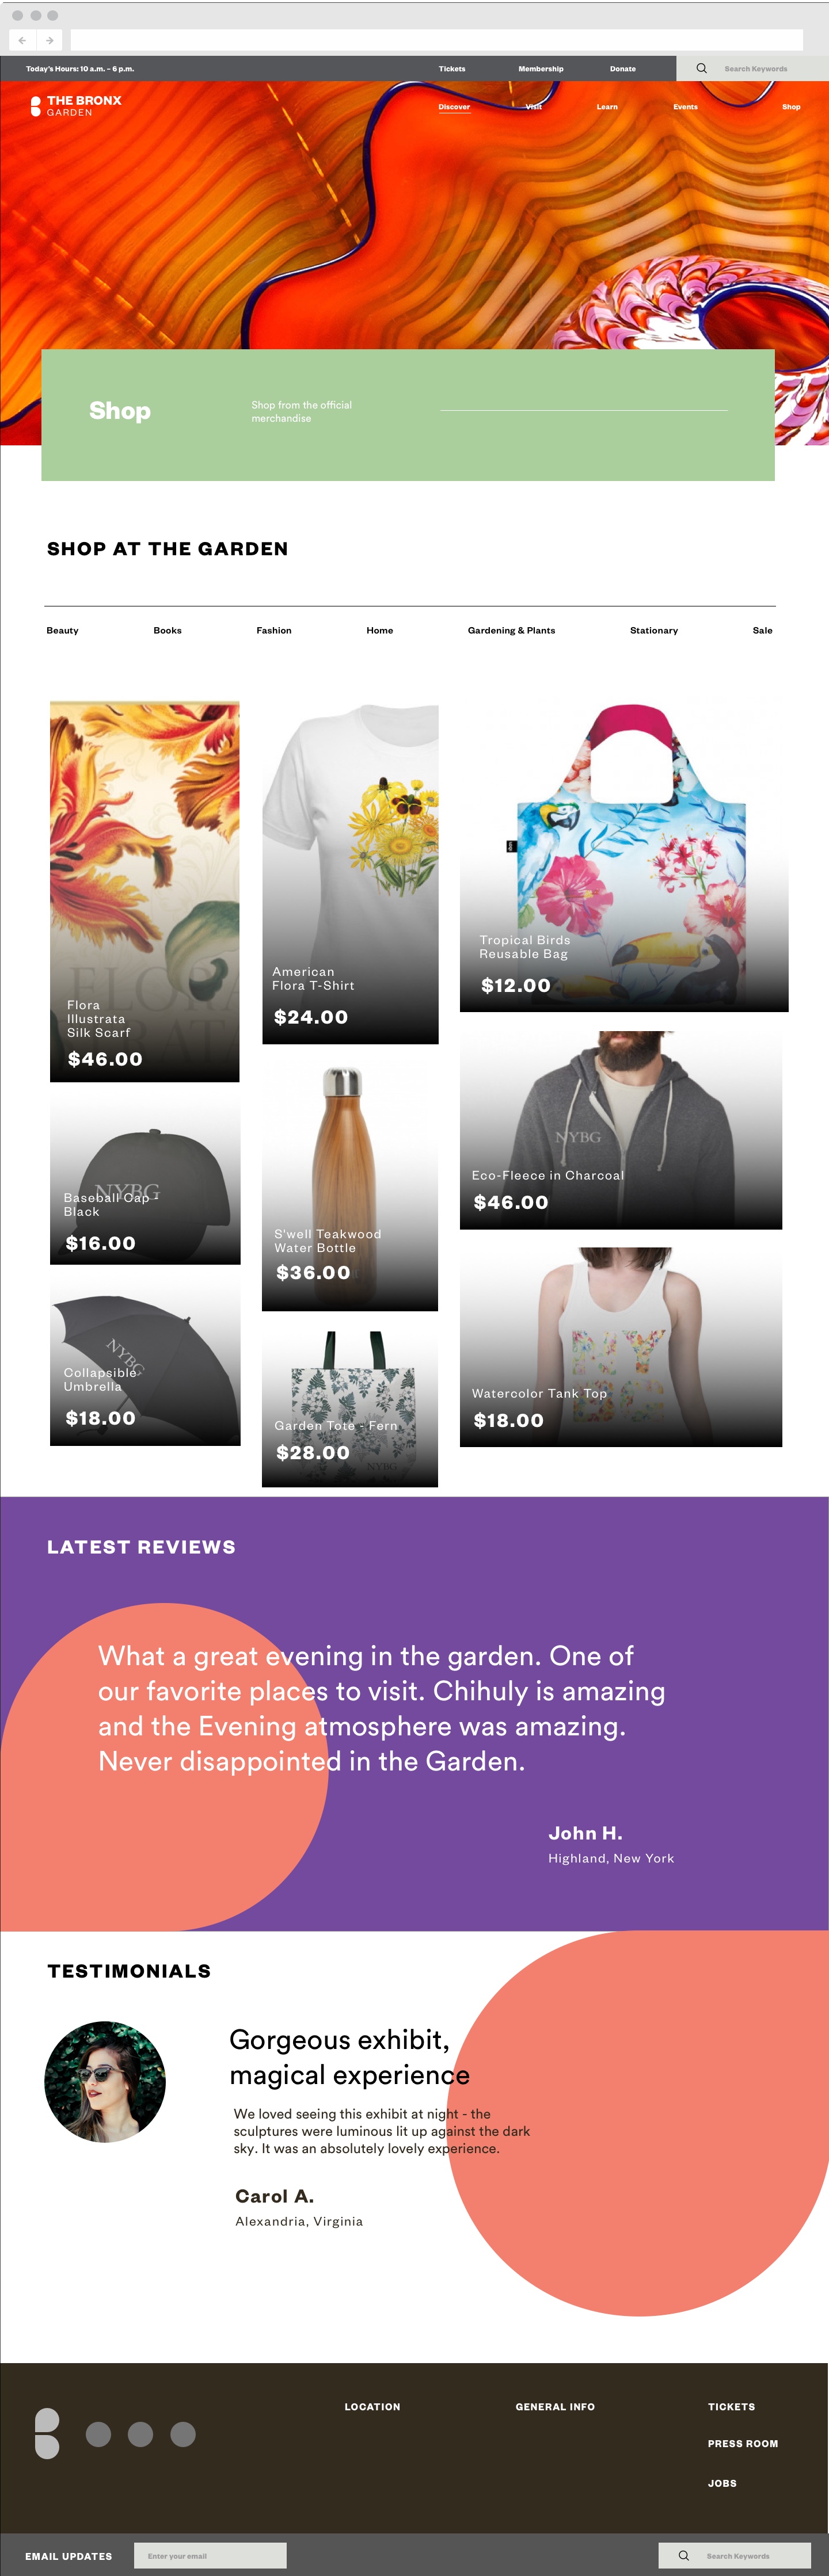 Today's Hours: 10 a.m. – 6 p.m.
Tickets
Membership
Donate
Search Keywords
THE BRONX
GARDEN
Discover
Visit
Learn
Events
Shop
Shop
Shop from the official
merchandise
SHOP AT THE GARDEN
Beauty
Books
Fashion
Home
Gardening & Plants
Stationary
Sale
Flora
Illustrata
Silk Scarf
$46.00
American
Flora T-Shirt
$24.00
Tropical Birds
Reusable Bag
$12.00
NYBG
Baseball Cap -
Black
$16.00
S'well Teakwood
Water Bottle
$36.00
NYBG
Eco-Fleece in Charcoal
$46.00
NYBG
Collapsible
Umbrella
$18.00
Garden Tote - Fern
$28.00
NYBG
NY
Watercolor Tank Top
$18.00
LATEST REVIEWS
What a great evening in the garden. One of
our favorite places to visit. Chihuly is amazing
and the Evening atmosphere was amazing.
Never disappointed in the Garden.
John H.
Highland, New York
TESTIMONIALS
Gorgeous exhibit,
magical experience
We loved seeing this exhibit at night - the
sculptures were luminous lit up against the dark
sky. It was an absolutely lovely experience.
Carol A.
Alexandria, Virginia
LOCATION
GENERAL INFO
TICKETS
PRESS ROOM
JOBS
EMAIL UPDATES
Enter your email
Search Keywords